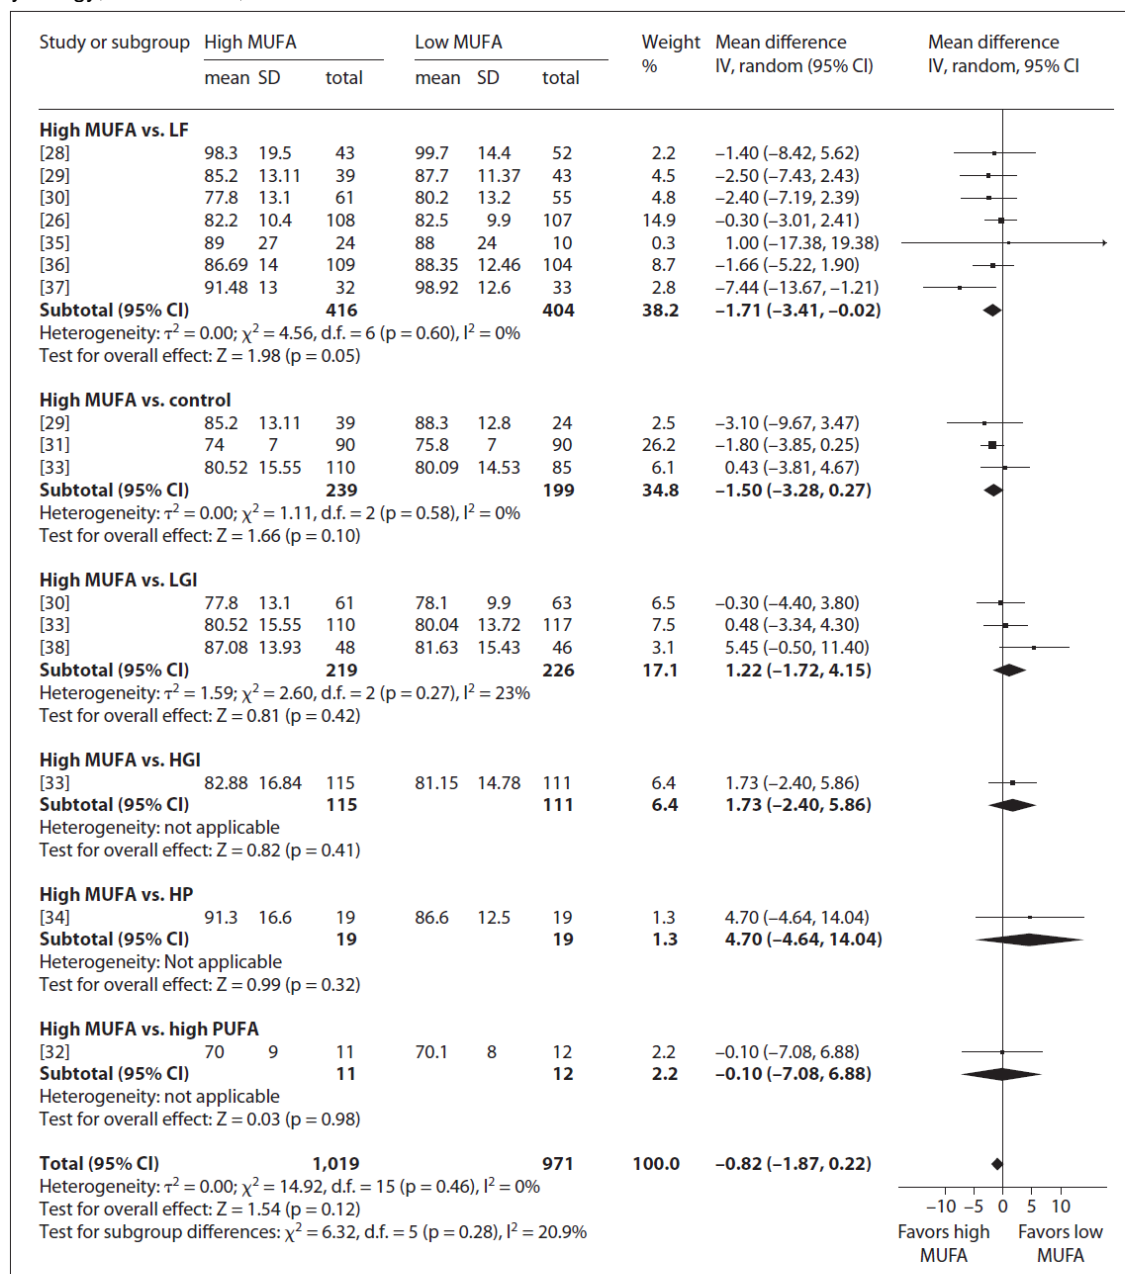 Study or subgroup High MUFA Low MUFA Weight Mean difference Mean difference
mean SD total mean SD total % IV, random (95% CI) IV, random, 95% CI
High MUFA vs. LF
[28] 98.3 19.5 43 99.7 14.4 52 2.2 –1.40 (–8.42, 5.62)
[29] 85.2 13.11 39 87.7 11.37 43 4.5 –2.50 (–7.43, 2.43)
[30] 77.8 13.1 61 80.2 13.2 55 4.8 –2.40 (–7.19, 2.39)
[26] 82.2 10.4 108 82.5 9.9 107 14.9 –0.30 (–3.01, 2.41)
[35] 89 27 24 88 24 10 0.3 1.00 (–17.38, 19.38)
[36] 86.69 14 109 88.35 12.46 104 8.7 –1.66 (–5.22, 1.90)
[37] 91.48 13 32 98.92 12.6 33 2.8 –7.44 (–13.67, –1.21)
Subtotal (95% CI) 416 404 38.2 –1.71 (–3.41, –0.02)
Heterogeneity: τ² = 0.00; χ² = 4.56, d.f. = 6 (p = 0.60), I² = 0%
Test for overall effect: Z = 1.98 (p = 0.05)
High MUFA vs. control
[29] 85.2 13.11 39 88.3 12.8 24 2.5 –3.10 (–9.67, 3.47)
[31] 74 7 90 75.8 7 90 26.2 –1.80 (–3.85, 0.25)
[33] 80.52 15.55 110 80.09 14.53 85 6.1 0.43 (–3.81, 4.67)
Subtotal (95% CI) 239 199 34.8 –1.50 (–3.28, 0.27)
Heterogeneity: τ² = 0.00; χ² = 1.11, d.f. = 2 (p = 0.58), I² = 0%
Test for overall effect: Z = 1.66 (p = 0.10)
High MUFA vs. LGI
[30] 77.8 13.1 61 78.1 9.9 63 6.5 –0.30 (–4.40, 3.80)
[33] 80.52 15.55 110 80.04 13.72 117 7.5 0.48 (–3.34, 4.30)
[38] 87.08 13.93 48 81.63 15.43 46 3.1 5.45 (–0.50, 11.40)
Subtotal (95% CI) 219 226 17.1 1.22 (–1.72, 4.15)
Heterogeneity: τ² = 1.59; χ² = 2.60, d.f. = 2 (p = 0.27), I² = 23%
Test for overall effect: Z = 0.81 (p = 0.42)
High MUFA vs. HGI
[33] 82.88 16.84 115 81.15 14.78 111 6.4 1.73 (–2.40, 5.86)
Subtotal (95% CI) 115 111 6.4 1.73 (–2.40, 5.86)
Heterogeneity: not applicable
Test for overall effect: Z = 0.82 (p = 0.41)
High MUFA vs. HP
[34] 91.3 16.6 19 86.6 12.5 19 1.3 4.70 (–4.64, 14.04)
Subtotal (95% CI) 19 19 1.3 4.70 (–4.64, 14.04)
Heterogeneity: Not applicable
Test for overall effect: Z = 0.99 (p = 0.32)
High MUFA vs. high PUFA
[32] 70 9 11 70.1 8 12 2.2 –0.10 (–7.08, 6.88)
Subtotal (95% CI) 11 12 2.2 –0.10 (–7.08, 6.88)
Heterogeneity: not applicable
Test for overall effect: Z = 0.03 (p = 0.98)
Total (95% CI) 1,019 971 100.0 –0.82 (–1.87, 0.22)
Heterogeneity: τ² = 0.00; χ² = 14.92, d.f. = 15 (p = 0.46), I² = 0%
Test for overall effect: Z = 1.54 (p = 0.12)
Test for subgroup differences: χ² = 6.32, d.f. = 5 (p = 0.28), I² = 20.9%
–10 –5 0 5 10
Favors high Favors low
MUFA MUFA